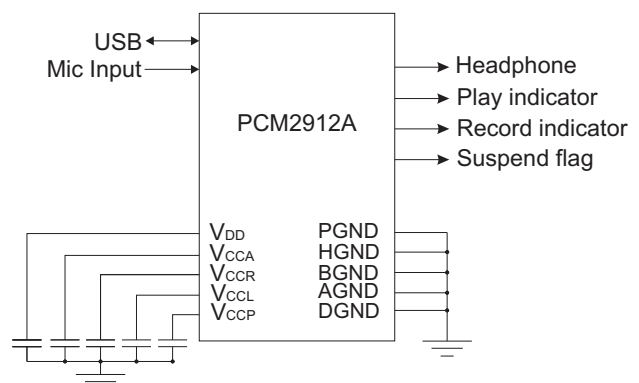 USB
Mic Input
Headphone
Play indicator
Record indicator
Suspend flag
PCM2912A
VDD
VCCA
VCCR
VCCL
VCCP
PGND
HGND
BGND
AGND
DGND